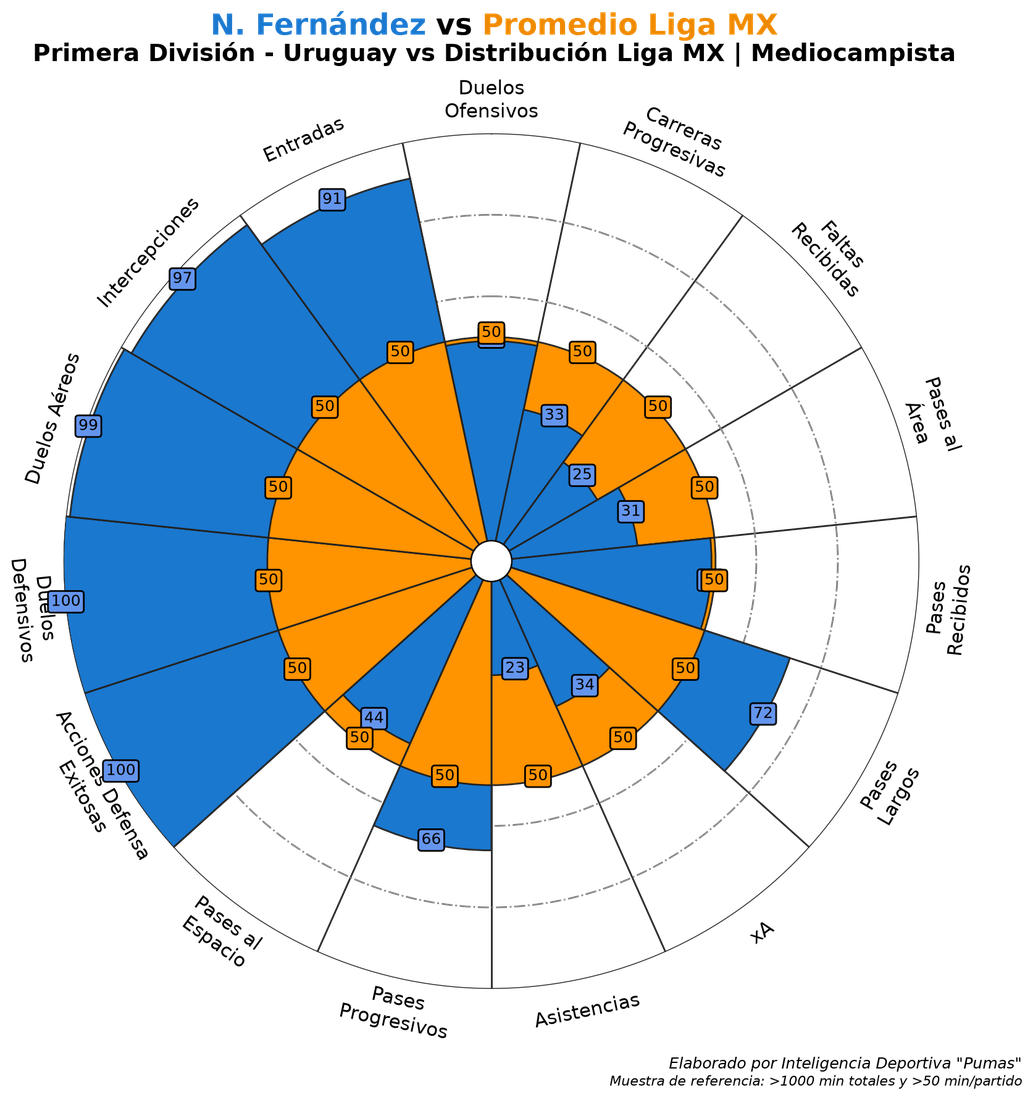 N. Fernández vs Promedio Liga MX
Primera División - Uruguay vs Distribución Liga MX | Mediocampista
Duelos
Ofensivos
50
Carreras
Progresivas
50
33
Faltas
Recibidas
50
25
Pases al
Área
50
31
Pases
Recibidos
50
Pases
Largos
50
72
xA
50
34
Asistencias
50
23
Pases
Progresivos
50
66
Pases al
Espacio
50
44
Acciones Defensa
Exitosas
50
100
Duelos
Defensivos
50
100
Duelos Aéreos
50
99
Intercepciones
50
97
Entradas
50
91
Elaborado por Inteligencia Deportiva "Pumas"
Muestra de referencia: >1000 min totales y >50 min/partido